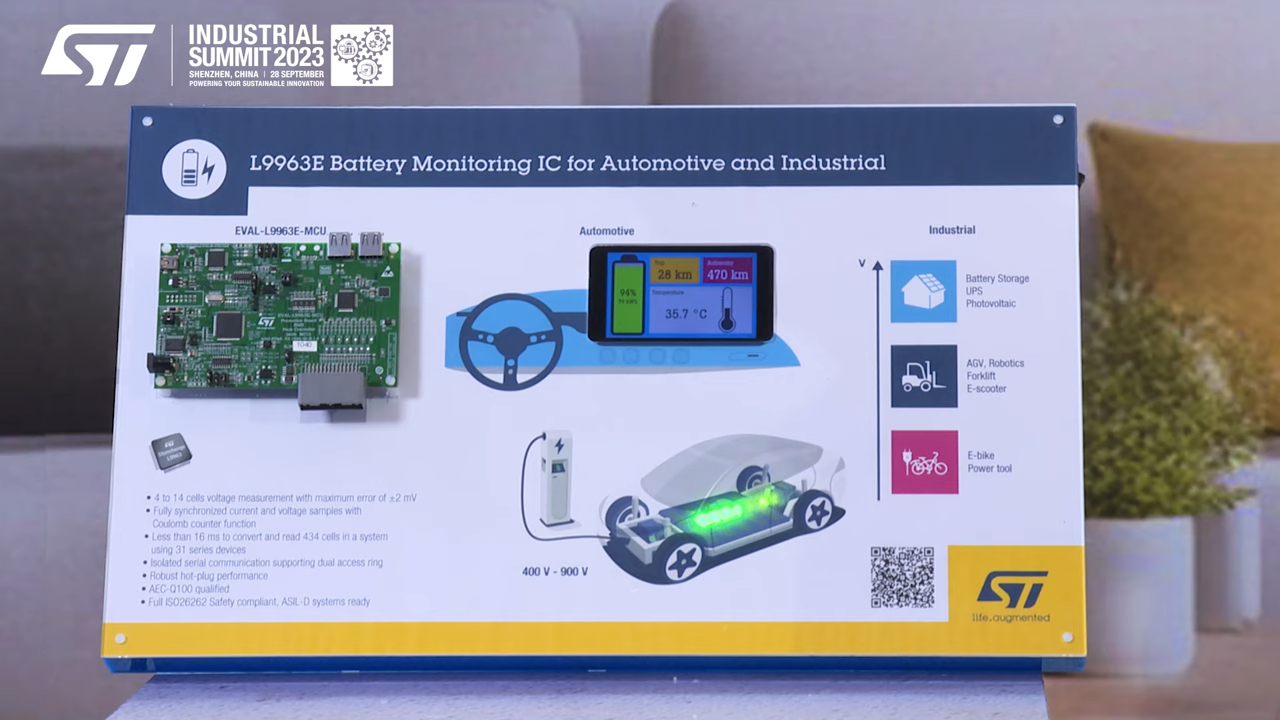 ST
INDUSTRIAL
SUMMIT 2023
SHENZHEN, CHINA | 28 SEPTEMBER
POWERING YOUR SUSTAINABLE INNOVATION
L9963E Battery Monitoring IC for Automotive and Industrial
EVAL-L9963E-MCU
1040
L9963
• 4 to 14 cells voltage measurement with maximum error of ±2 mV
• Fully synchronized current and voltage samples with
Coulomb counter function
• Less than 16 ms to convert and read 434 cells in a system
using 31 series devices
• Isolated serial communication supporting dual access ring
• Robust hot-plug performance
• AEC-Q100 qualified
• Full ISO26262 Safety compliant, ASIL-D systems ready
Automotive
94%
Trip
28 km
Autonomy
470 km
Temperature
35.7 °C
400 V - 900 V
Industrial
V
Battery Storage
UPS
Photovoltaic
AGV, Robotics
Forklift
E-scooter
E-bike
Power tool
ST
life.augmented